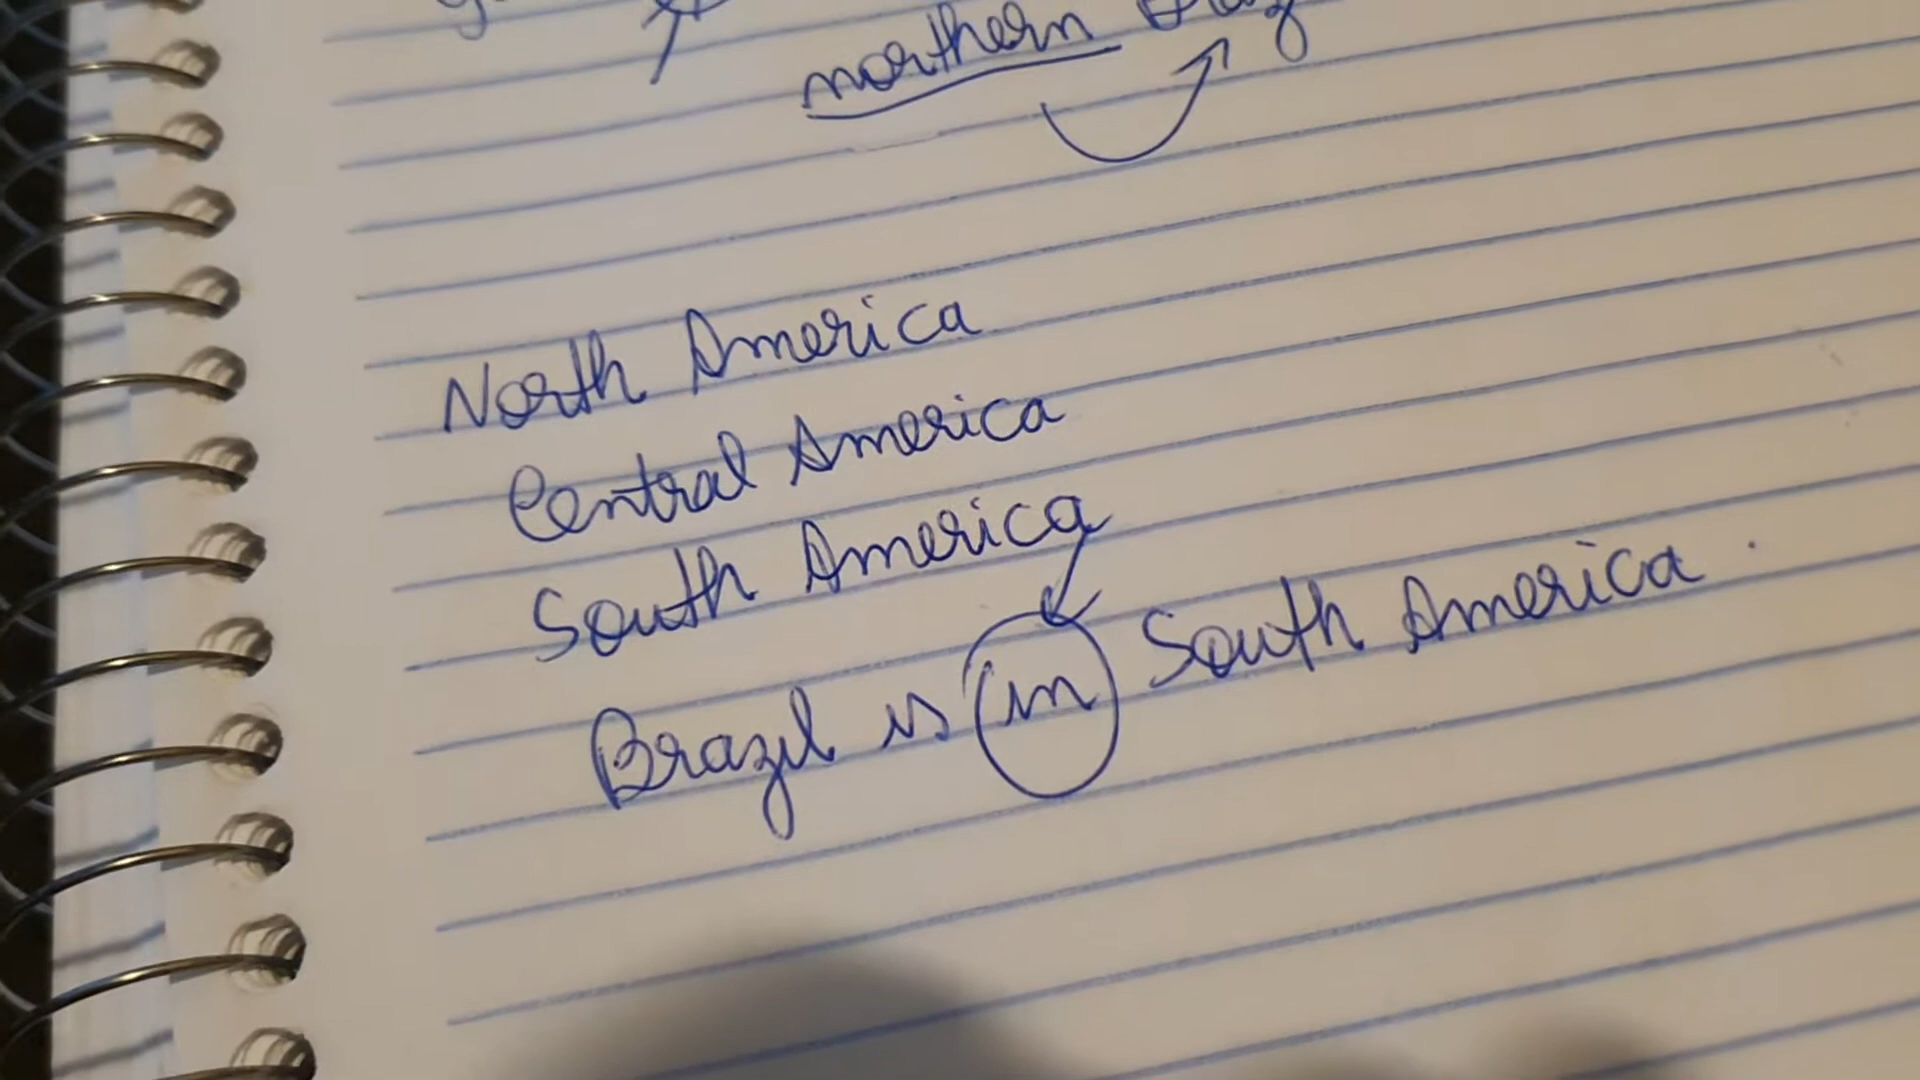 northern
North America
Central America
South America
Brazil is in South America.